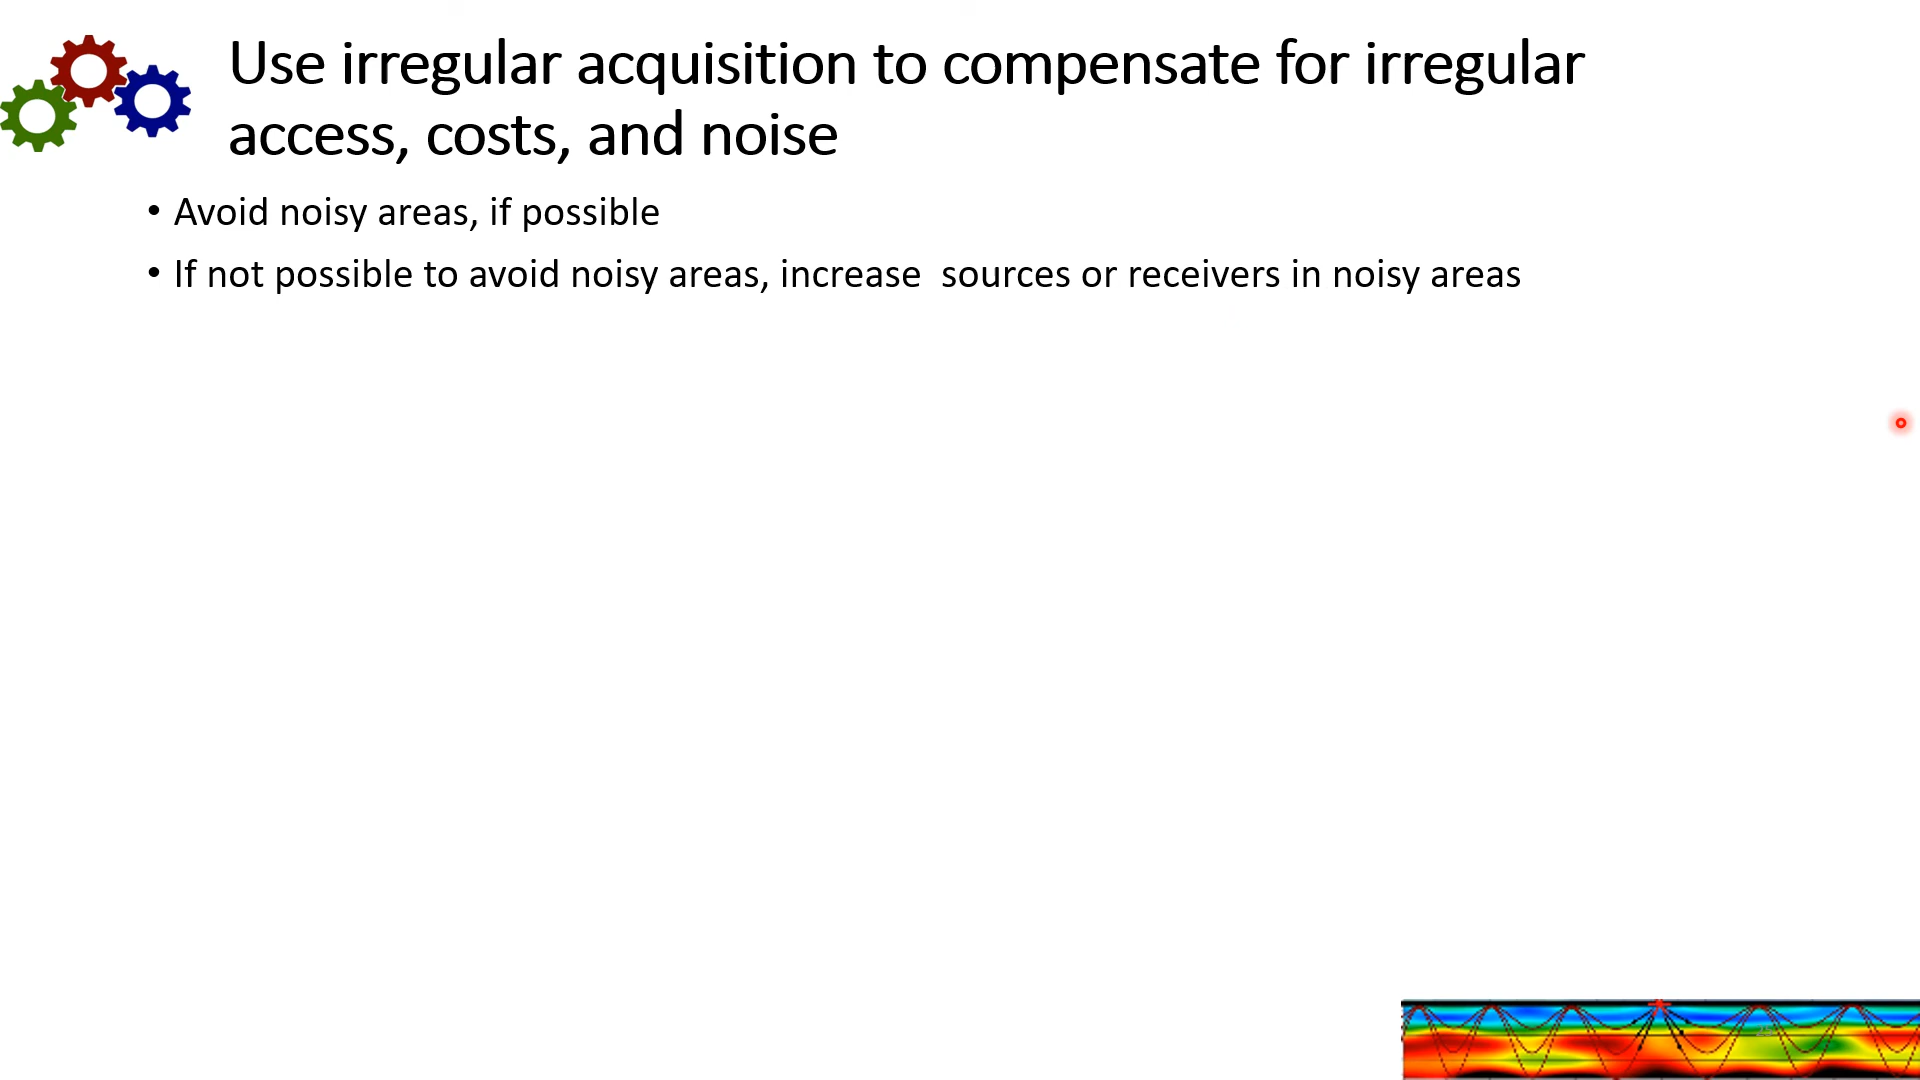 Use irregular acquisition to compensate for irregular
access, costs, and noise
• Avoid noisy areas, if possible
• If not possible to avoid noisy areas, increase  sources or receivers in noisy areas